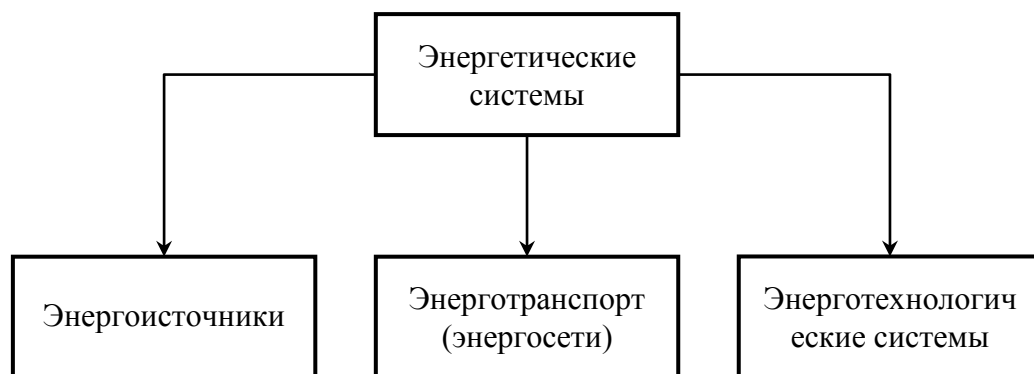 Энергетические
системы
Энергоисточники
Энерготранспорт
(энергосети)
Энерготехнологич
еские системы